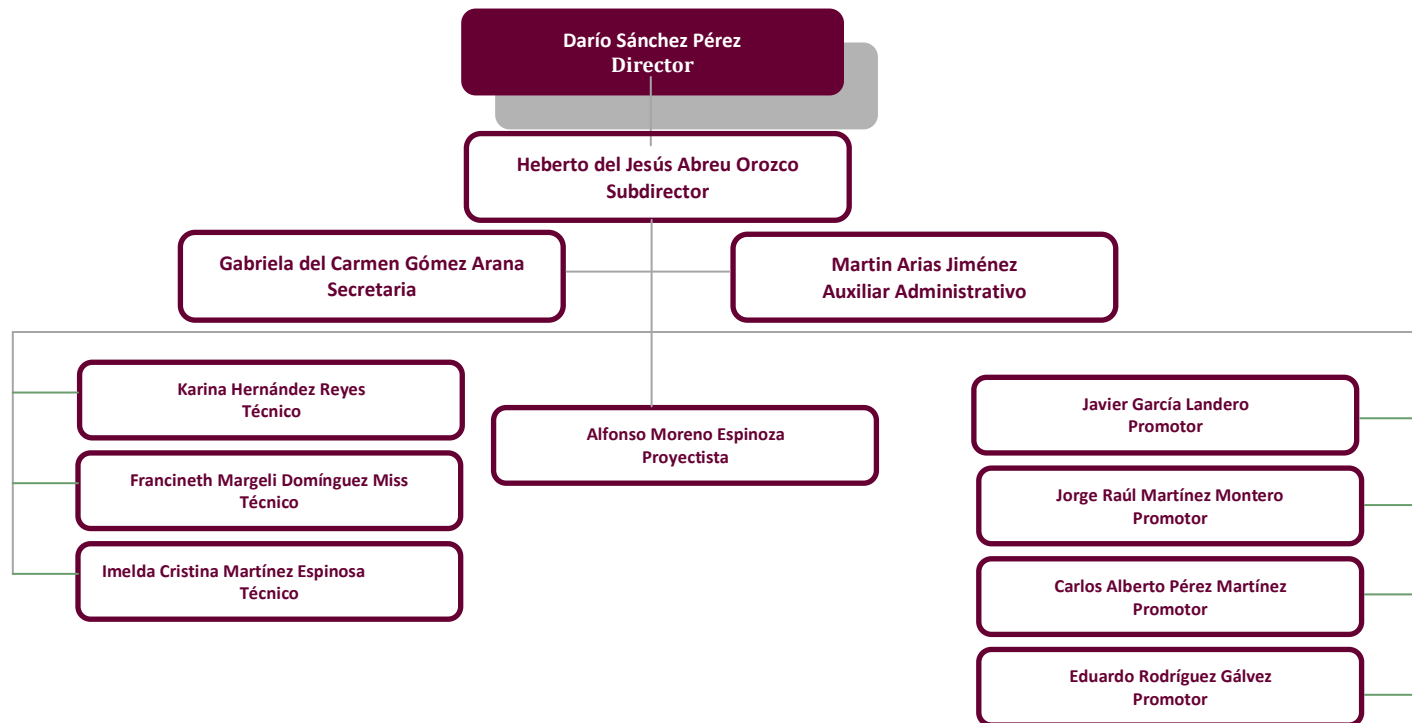 Darío Sánchez Pérez
Director
Heberto del Jesús Abreu Orozco
Subdirector
Gabriela del Carmen Gómez Arana
Secretaria
Martin Arias Jiménez
Auxiliar Administrativo
Karina Hernández Reyes
Técnico
Francineth Margeli Domínguez Miss
Técnico
Imelda Cristina Martínez Espinosa
Técnico
Alfonso Moreno Espinoza
Proyectista
Javier García Landero
Promotor
Jorge Raúl Martínez Montero
Promotor
Carlos Alberto Pérez Martínez
Promotor
Eduardo Rodríguez Gálvez
Promotor